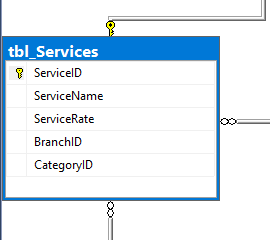 tbl_Services
ServiceID
ServiceName
ServiceRate
BranchID
CategoryID